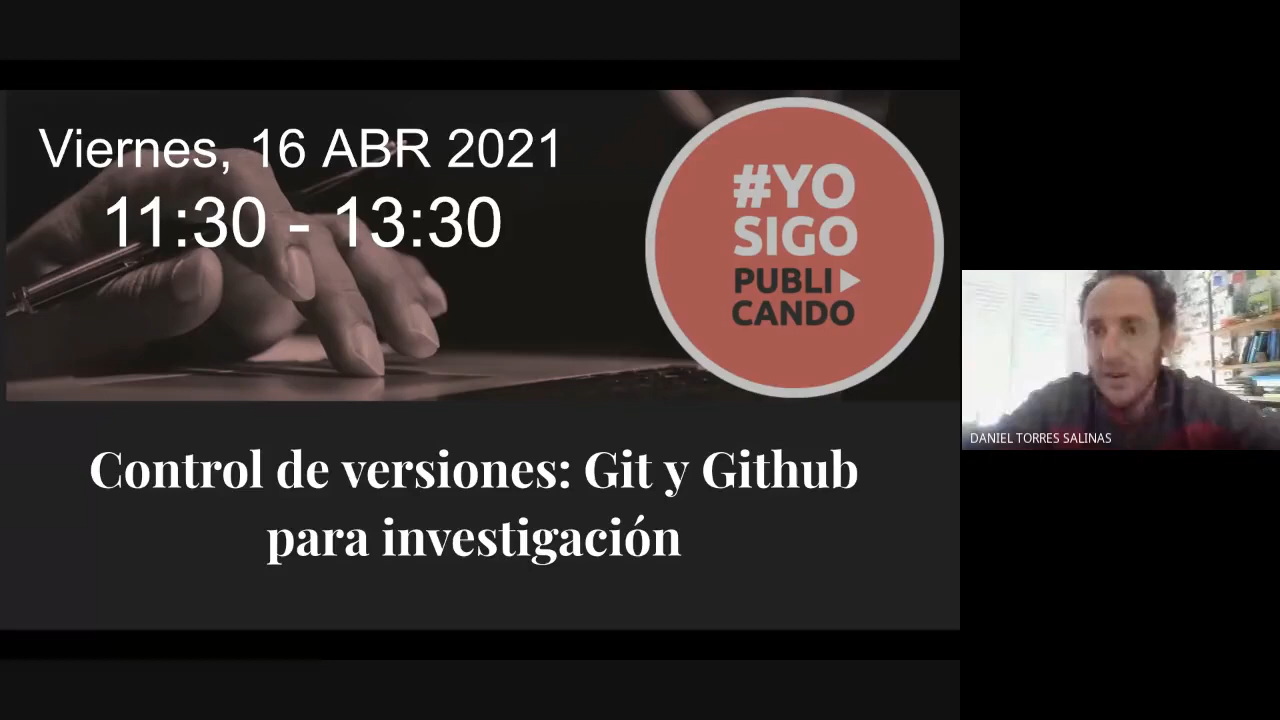 Viernes, 16 ABR 2021
11:30 - 13:30
#YO
SIGO
PUBLI
CANDO
Control de versiones: Git y Github
para investigación
DANIEL TORRES SALINAS